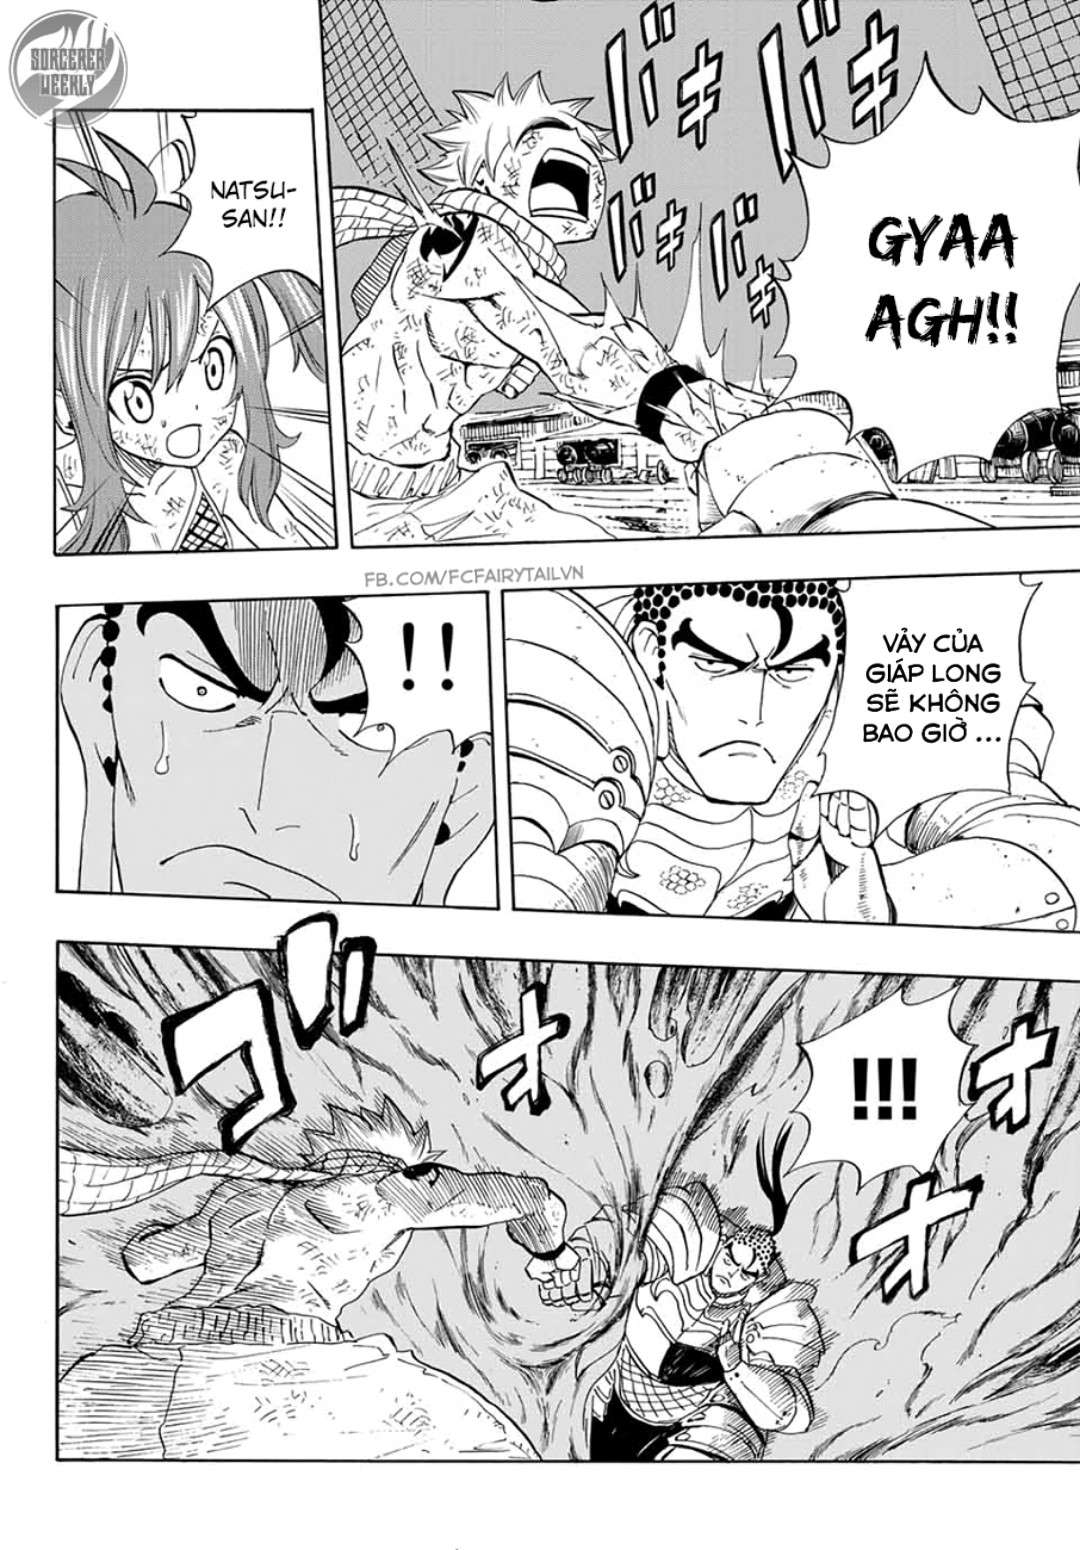 SORCERER
WEEKLY
バキ
バキ
バキ
バキ
GYAA
AGH!!
NATSU-
SAN!!
FB.COM/FCFAIRYTAILVN
VẢY CỦA
GIÁP LONG
SẼ KHÔNG
BAO GIỜ ...
!!
!!!
ゴ
オ
オ
オ